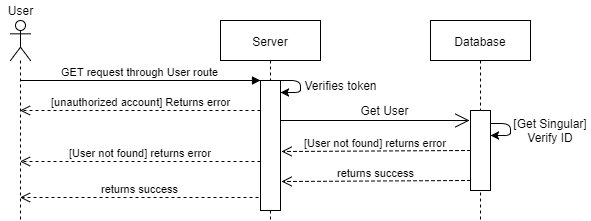 User
Server
Database
GET request through User route
Verifies token
[unauthorized account] Returns error
Get User
[Get Singular]
Verify ID
[User not found] returns error
[User not found] returns error
returns success
returns success